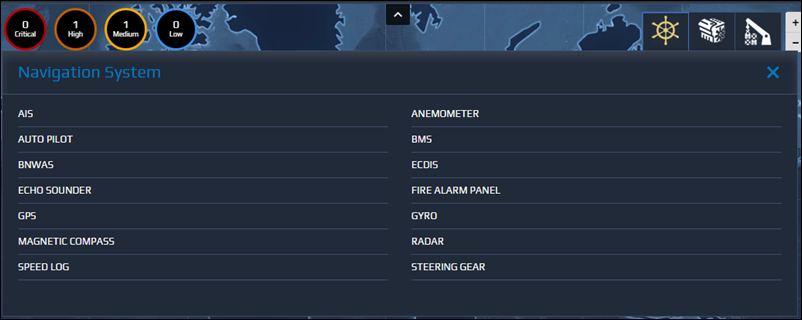 0 1 1 0
Critical High Medium Low
+
−
Navigation System
AIS ANEMOMETER
AUTO PILOT BMS
BNWAS ECDIS
ECHO SOUNDER FIRE ALARM PANEL
GPS GYRO
MAGNETIC COMPASS RADAR
SPEED LOG STEERING GEAR